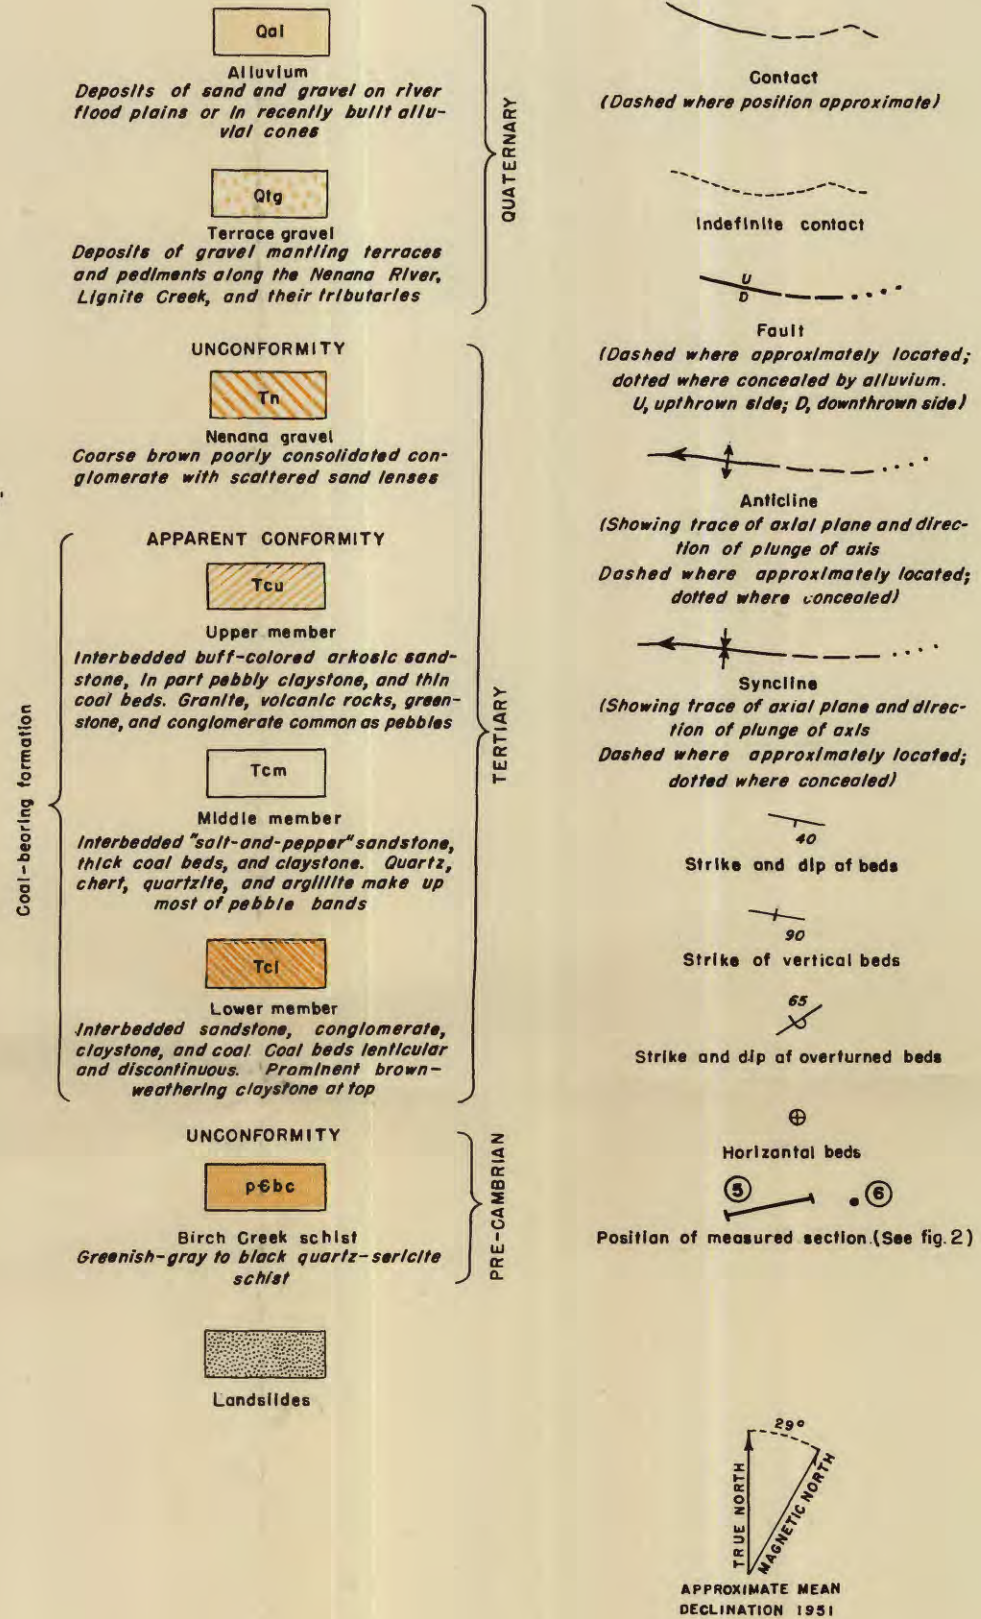 Qal
Alluvium
Deposits of sand and gravel on river
flood plains or in recently built allu-
vial cones
Qtg
Terrace gravel
Deposits of gravel mantling terraces
and pediments along the Nenana River,
Lignite Creek, and their tributaries
QUATERNARY
UNCONFORMITY
Tn
Nenana gravel
Coarse brown poorly consolidated con-
glomerate with scattered sand lenses
APPARENT CONFORMITY
Tcu
Upper member
Interbedded buff-colored arkosic sand-
stone, in part pebbly claystone, and thin
coal beds. Granite, volcanic rocks, green-
stone, and conglomerate common as pebbles
Tcm
Middle member
Interbedded "salt-and-pepper" sandstone,
thick coal beds, and claystone. Quartz,
chert, quartzite, and argillite make up
most of pebble bands
Tcl
Lower member
Interbedded sandstone, conglomerate,
claystone, and coal. Coal beds lenticular
and discontinuous. Prominent brown-
weathering claystone at top
Coal-bearing formation
TERTIARY
UNCONFORMITY
pЄbc
Birch Creek schist
Greenish-gray to black quartz-sericite
schist
PRE-CAMBRIAN
Landslides
Contact
(Dashed where position approximate)
Indefinite contact
U
D
Fault
(Dashed where approximately located;
dotted where concealed by alluvium.
U, upthrown side; D, downthrown side)
Anticline
(Showing trace of axial plane and direc-
tion of plunge of axis
Dashed where approximately located;
dotted where concealed)
Syncline
(Showing trace of axial plane and direc-
tion of plunge of axis
Dashed where approximately located;
dotted where concealed)
40
Strike and dip of beds
90
Strike of vertical beds
65
Strike and dip of overturned beds
Horizontal beds
5 6
Position of measured section. (See fig. 2)
29°
TRUE NORTH
MAGNETIC NORTH
APPROXIMATE MEAN
DECLINATION 1951